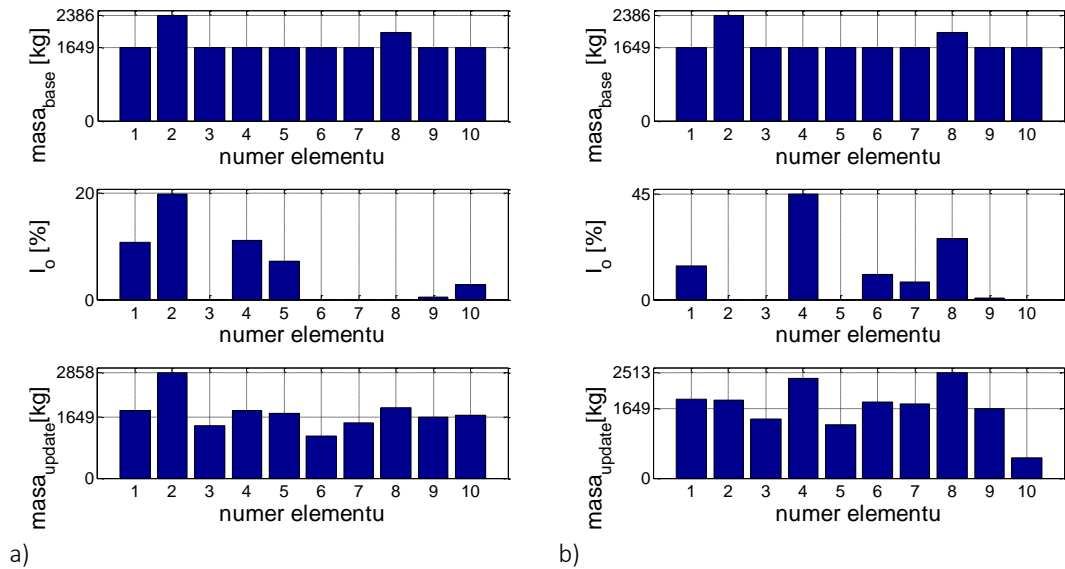 2386
1649
0
masa_base [kg]
1 2 3 4 5 6 7 8 9 10
numer elementu
20
0
I_o [%]
1 2 3 4 5 6 7 8 9 10
numer elementu
2858
1649
0
masa_update[kg]
1 2 3 4 5 6 7 8 9 10
numer elementu
a)
2386
1649
0
masa_base [kg]
1 2 3 4 5 6 7 8 9 10
numer elementu
45
0
I_o [%]
1 2 3 4 5 6 7 8 9 10
numer elementu
2513
1649
0
masa_update[kg]
1 2 3 4 5 6 7 8 9 10
numer elementu
b)